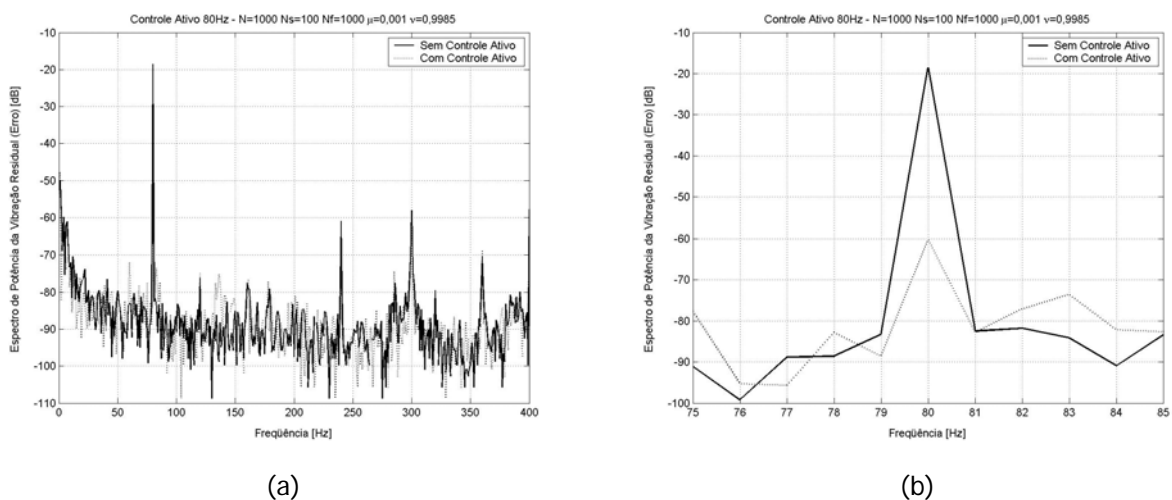 Controle Ativo 80Hz - N=1000 Ns=100 Nf=1000 μ=0,001 ν=0,9985
Espectro de Potência da Vibração Residual (Erro) [dB]
-10
-20
-30
-40
-50
-60
-70
-80
-90
-100
-110
Sem Controle Ativo
Com Controle Ativo
0 50 100 150 200 250 300 350 400
Freqüência [Hz]
(a)
Controle Ativo 80Hz - N=1000 Ns=100 Nf=1000 μ=0,001 ν=0,9985
Espectro de Potência da Vibração Residual (Erro) [dB]
-10
-20
-30
-40
-50
-60
-70
-80
-90
-100
Sem Controle Ativo
Com Controle Ativo
75 76 77 78 79 80 81 82 83 84 85
Freqüência [Hz]
(b)